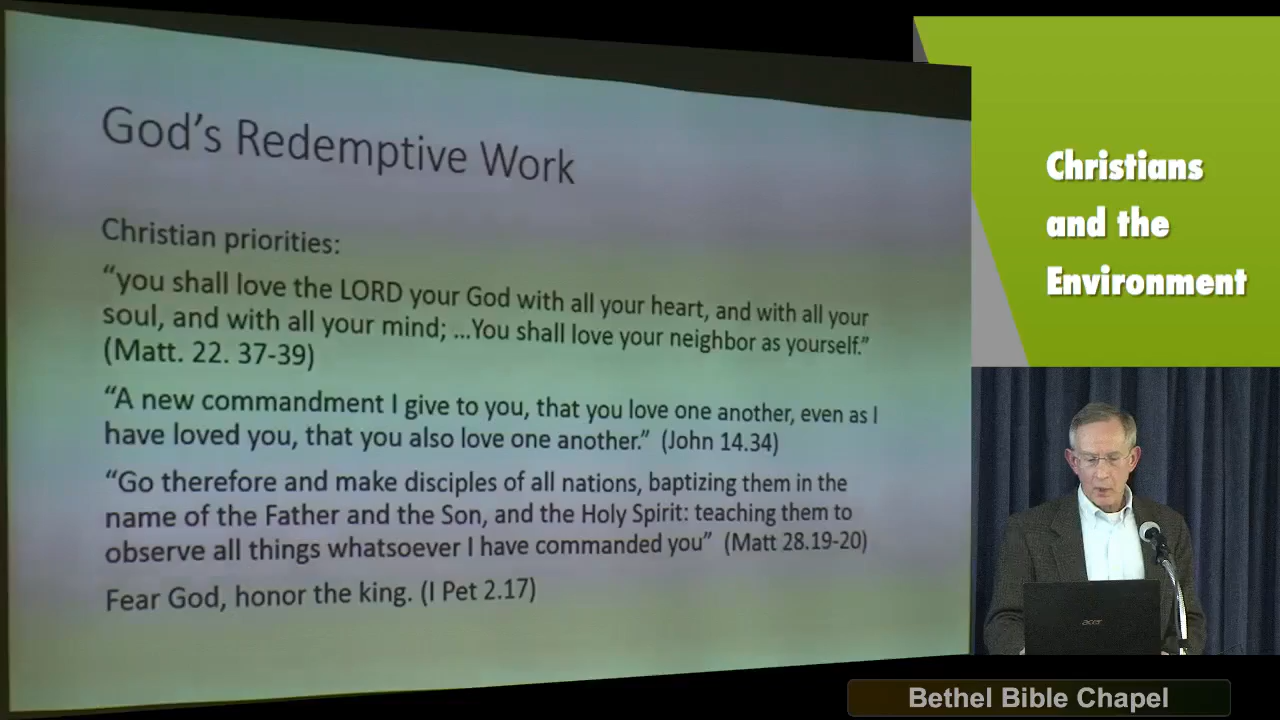 God's Redemptive Work
Christian priorities:
“you shall love the LORD your God with all your heart, and with all your
soul, and with all your mind; ...You shall love your neighbor as yourself.”
(Matt. 22. 37-39)
“A new commandment I give to you, that you love one another, even as I
have loved you, that you also love one another.” (John 14.34)
“Go therefore and make disciples of all nations, baptizing them in the
name of the Father and the Son, and the Holy Spirit: teaching them to
observe all things whatsoever I have commanded you” (Matt 28.19-20)
Fear God, honor the king. (I Pet 2.17)
Christians
and the
Environment
acer
Bethel Bible Chapel